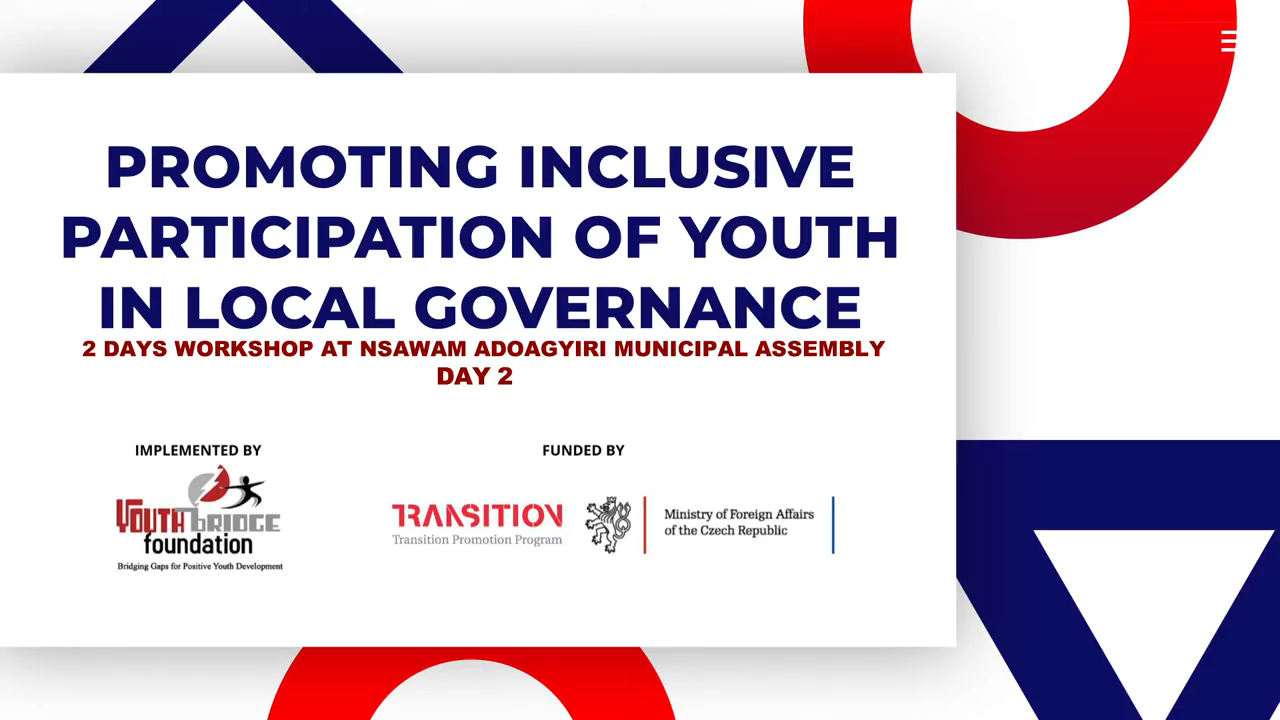 PROMOTING INCLUSIVE
PARTICIPATION OF YOUTH
IN LOCAL GOVERNANCE
2 DAYS WORKSHOP AT NSAWAM ADOAGYIRI MUNICIPAL ASSEMBLY
DAY 2
IMPLEMENTED BY
YOUTH BRIDGE
foundation
Bridging Gaps for Positive Youth Development
FUNDED BY
TRANSITION
Transition Promotion Program
Ministry of Foreign Affairs
of the Czech Republic